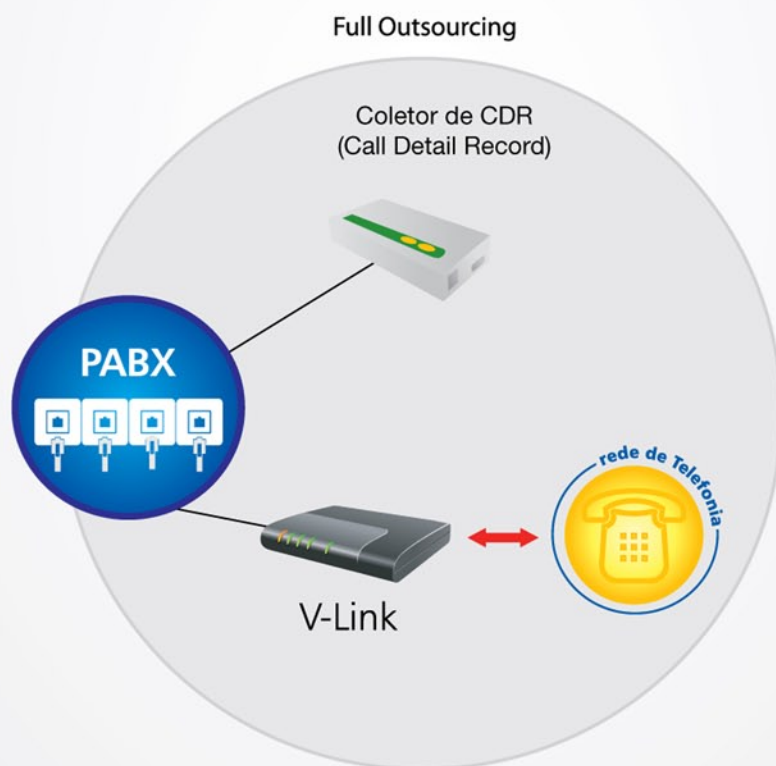 Full Outsourcing
Coletor de CDR
(Call Detail Record)
PABX
rede de Telefonia
V-Link